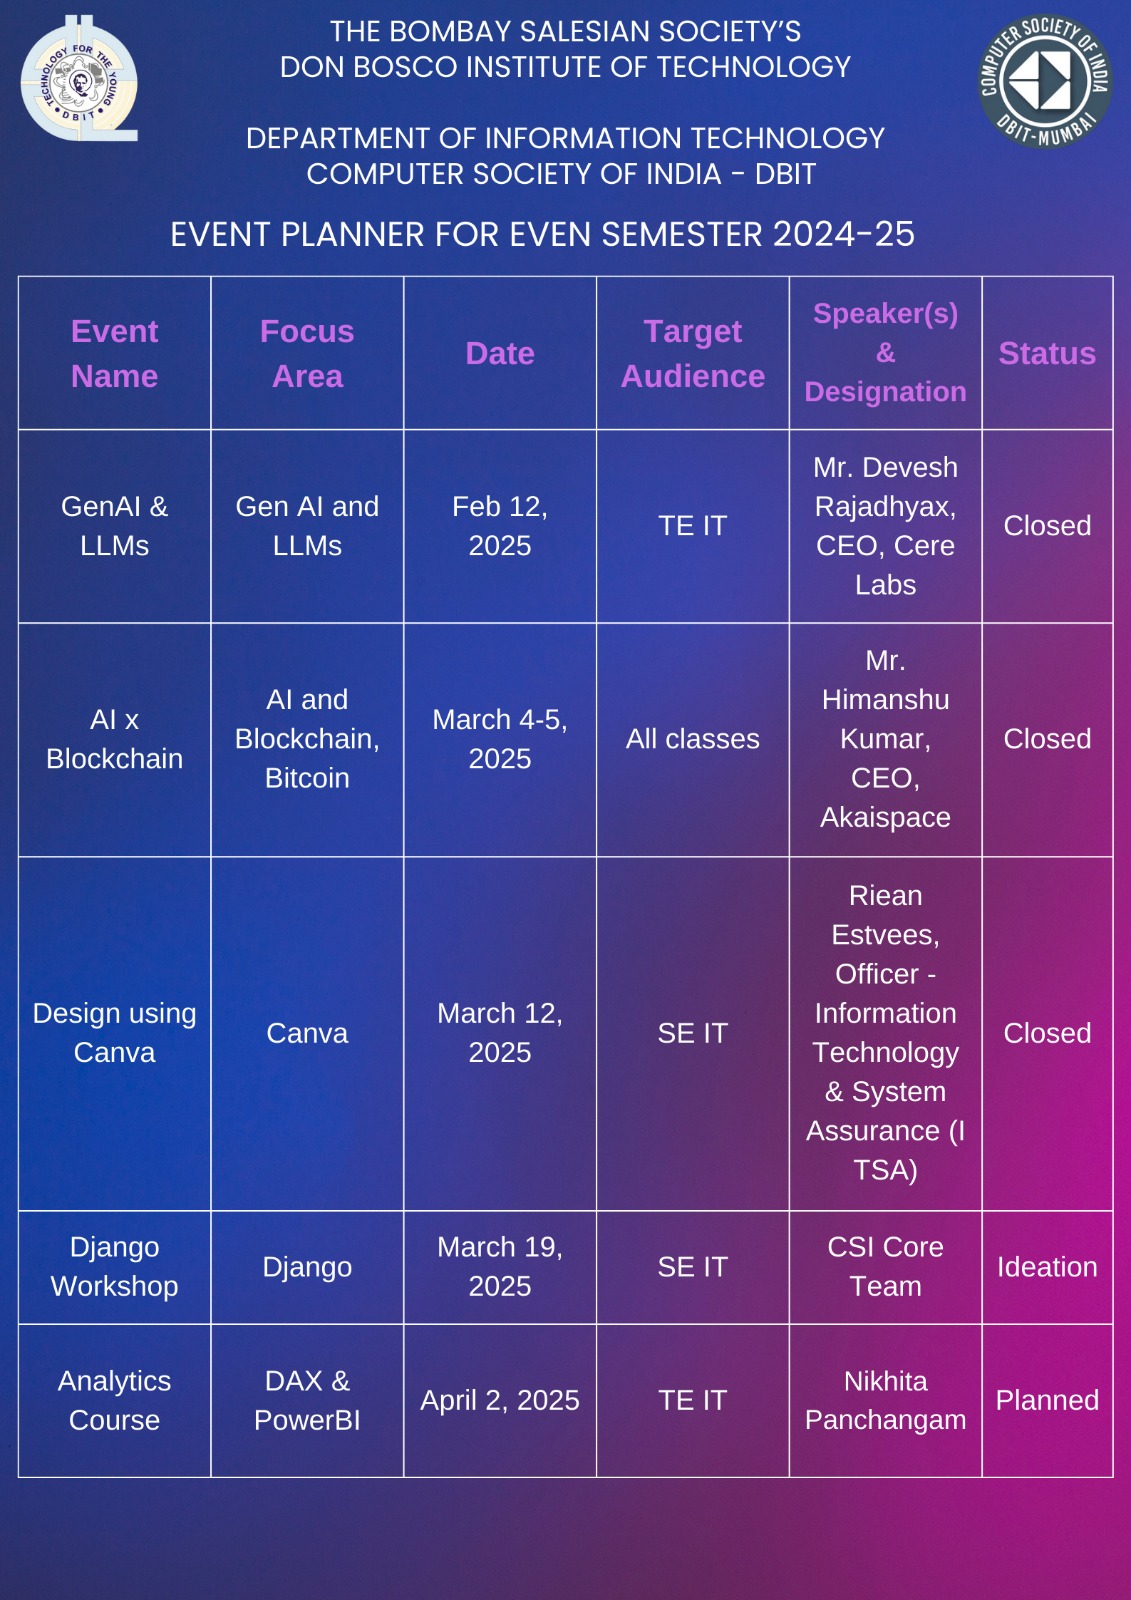 TECHNOLOGY FOR THE YOUNG
• DBIT •
THE BOMBAY SALESIAN SOCIETY'S
DON BOSCO INSTITUTE OF TECHNOLOGY
COMPUTER SOCIETY OF INDIA
DBIT-MUMBAI
DEPARTMENT OF INFORMATION TECHNOLOGY
COMPUTER SOCIETY OF INDIA - DBIT
EVENT PLANNER FOR EVEN SEMESTER 2024-25
Event
Name
Focus
Area
Date
Target
Audience
Speaker(s)
&
Designation
Status
GenAI &
LLMs
Gen AI and
LLMs
Feb 12,
2025
TE IT
Mr. Devesh
Rajadhyax,
CEO, Cere
Labs
Closed
AI x
Blockchain
AI and
Blockchain,
Bitcoin
March 4-5,
2025
All classes
Mr.
Himanshu
Kumar,
CEO,
Akaispace
Closed
Design using
Canva
Canva
March 12,
2025
SE IT
Riean
Estvees,
Officer -
Information
Technology
& System
Assurance (I
TSA)
Closed
Django
Workshop
Django
March 19,
2025
SE IT
CSI Core
Team
Ideation
Analytics
Course
DAX &
PowerBI
April 2, 2025
TE IT
Nikhita
Panchangam
Planned